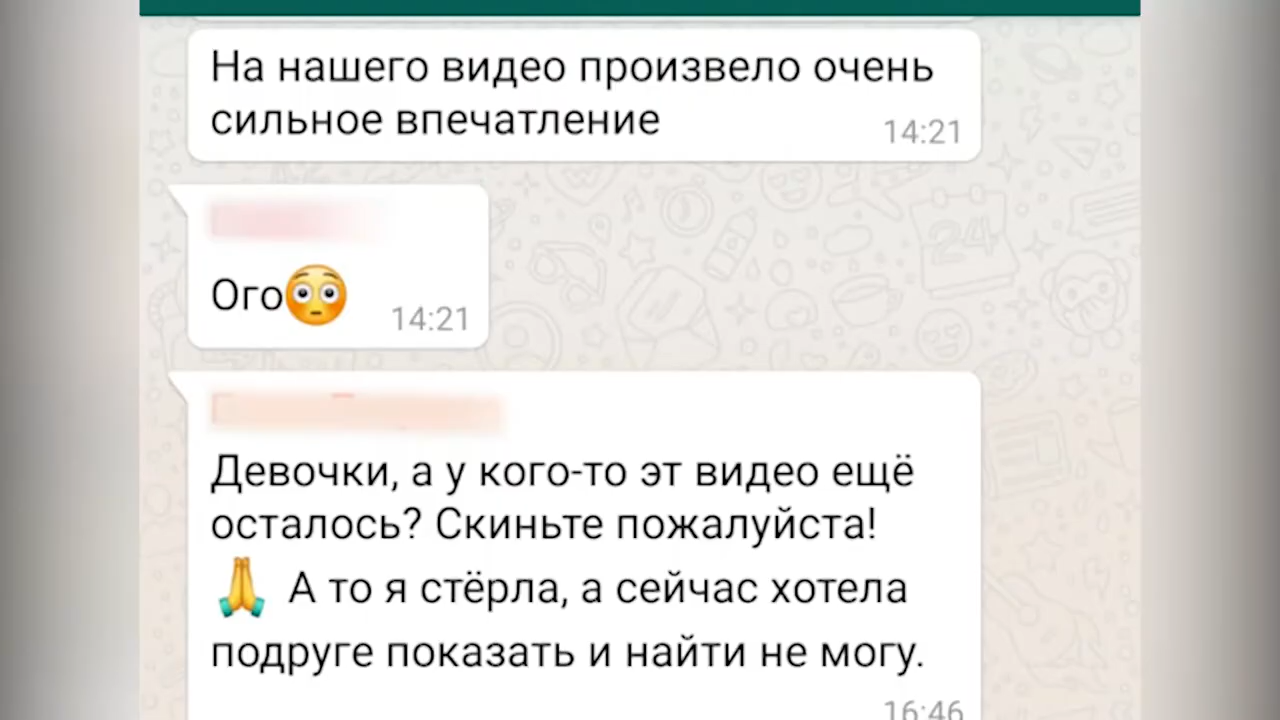 На нашего видео произвело очень
сильное впечатление
14:21
Ого😳
14:21
Девочки, а у кого-то эт видео ещё
осталось? Скиньте пожалуйста!
🙏 А то я стёрла, а сейчас хотела
подруге показать и найти не могу.
16:46